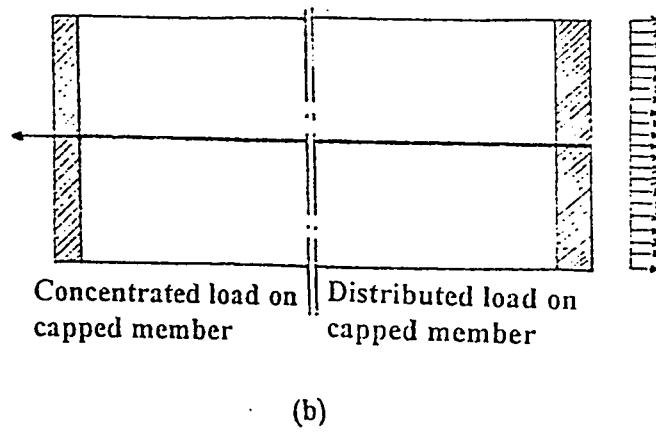 Concentrated load on
capped member
Distributed load on
capped member
(b)